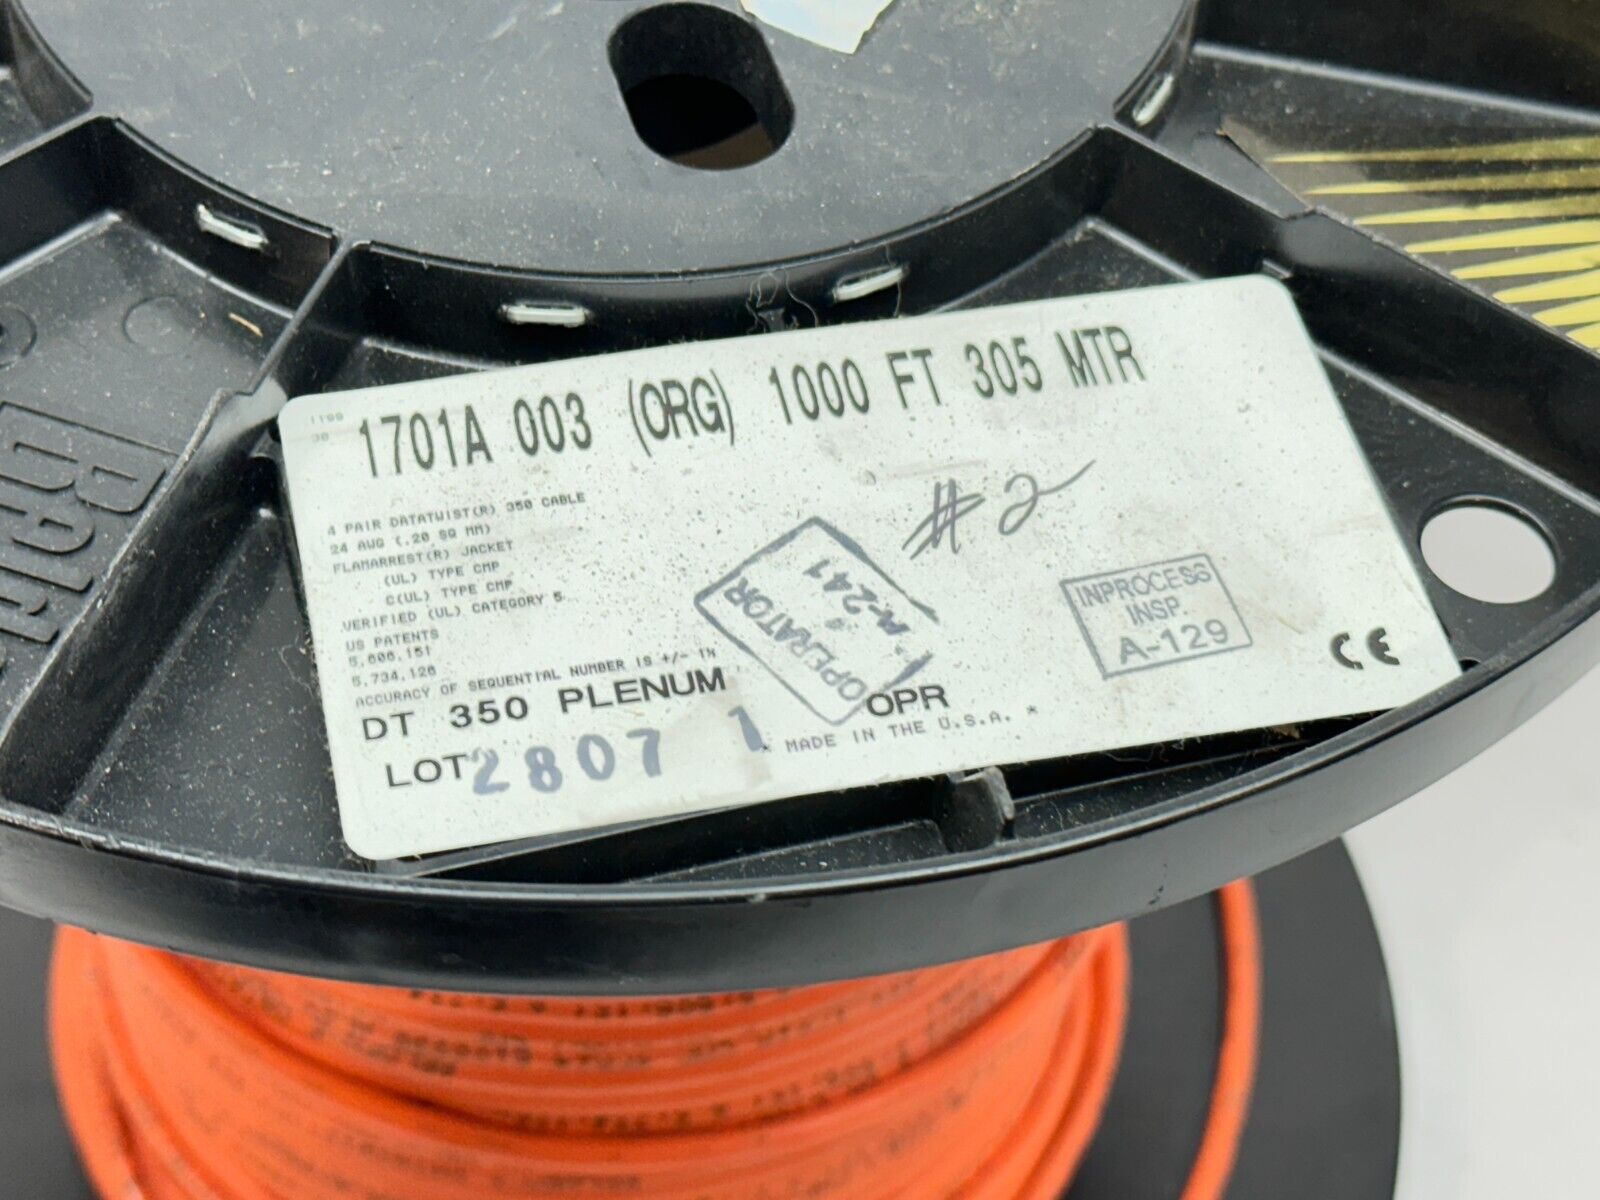 1199
30
1701A 003 (ORG) 1000 FT 305 MTR
4 PAIR DATATWIST(R) 350 CABLE
24 AWG (.20 SQ MM)
FLAMARREST(R) JACKET
(UL) TYPE CMP
C(UL) TYPE CMP
VERIFIED (UL) CATEGORY 5
US PATENTS
5,606,151
5,734,126
ACCURACY OF SEQUENTIAL NUMBER IS +/- 1%
DT 350 PLENUM
LOT 2807 1
#2
OPERATOR
A-241
INPROCESS
INSP.
A-129
OPR
* MADE IN THE U.S.A. *
CE